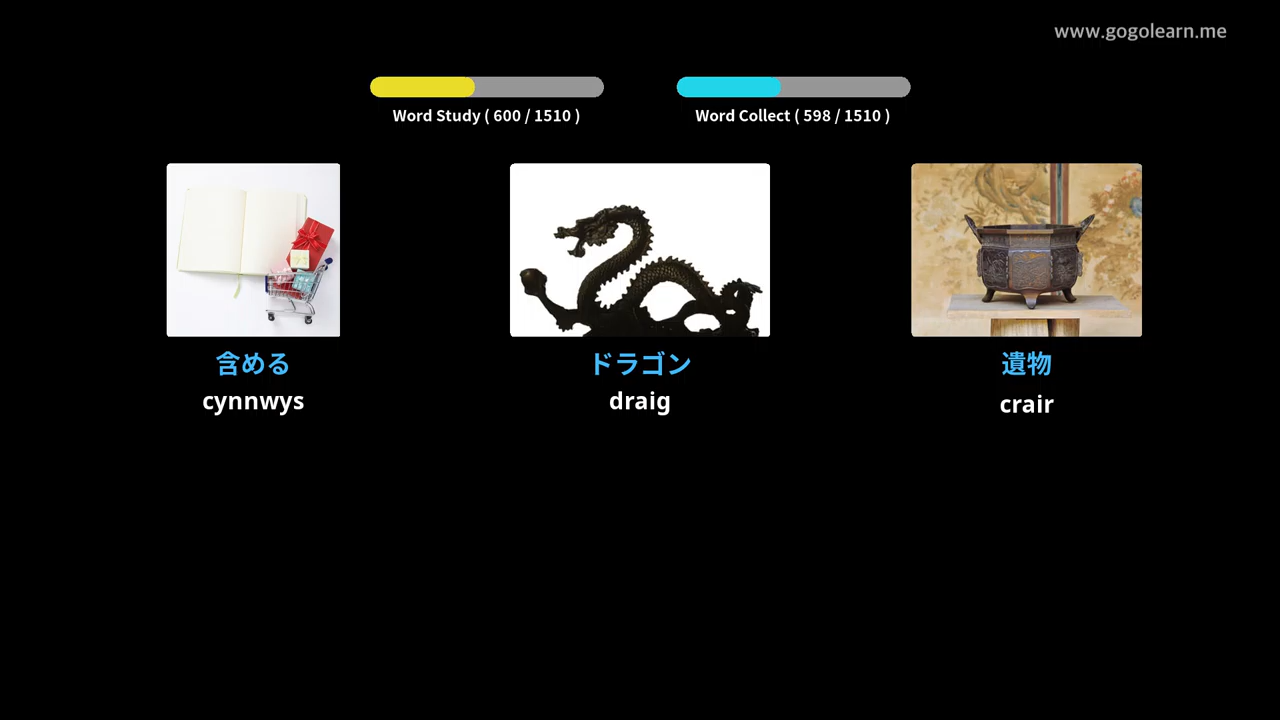 www.gogolearn.me
Word Study ( 600 / 1510 )
Word Collect ( 598 / 1510 )
含める
ドラゴン
遺物
cynnwys
draig
crair